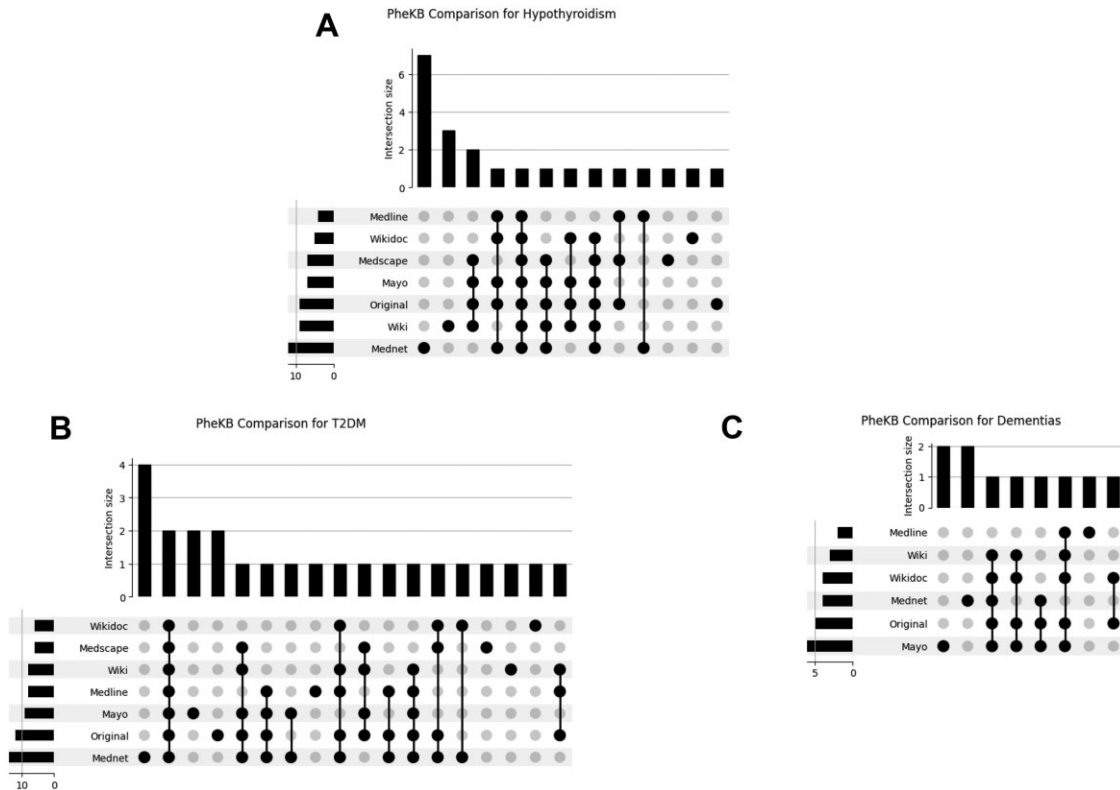 A
PheKB Comparison for Hypothyroidism
Intersection size
6
4
2
0
Medline
Wikidoc
Medscape
Mayo
Original
Wiki
Mednet
10 0
B
PheKB Comparison for T2DM
Intersection size
4
3
2
1
0
Wikidoc
Medscape
Wiki
Medline
Mayo
Original
Mednet
10 0
C
PheKB Comparison for Dementias
Intersection size
2
1
0
Medline
Wiki
Wikidoc
Mednet
Original
Mayo
5 0